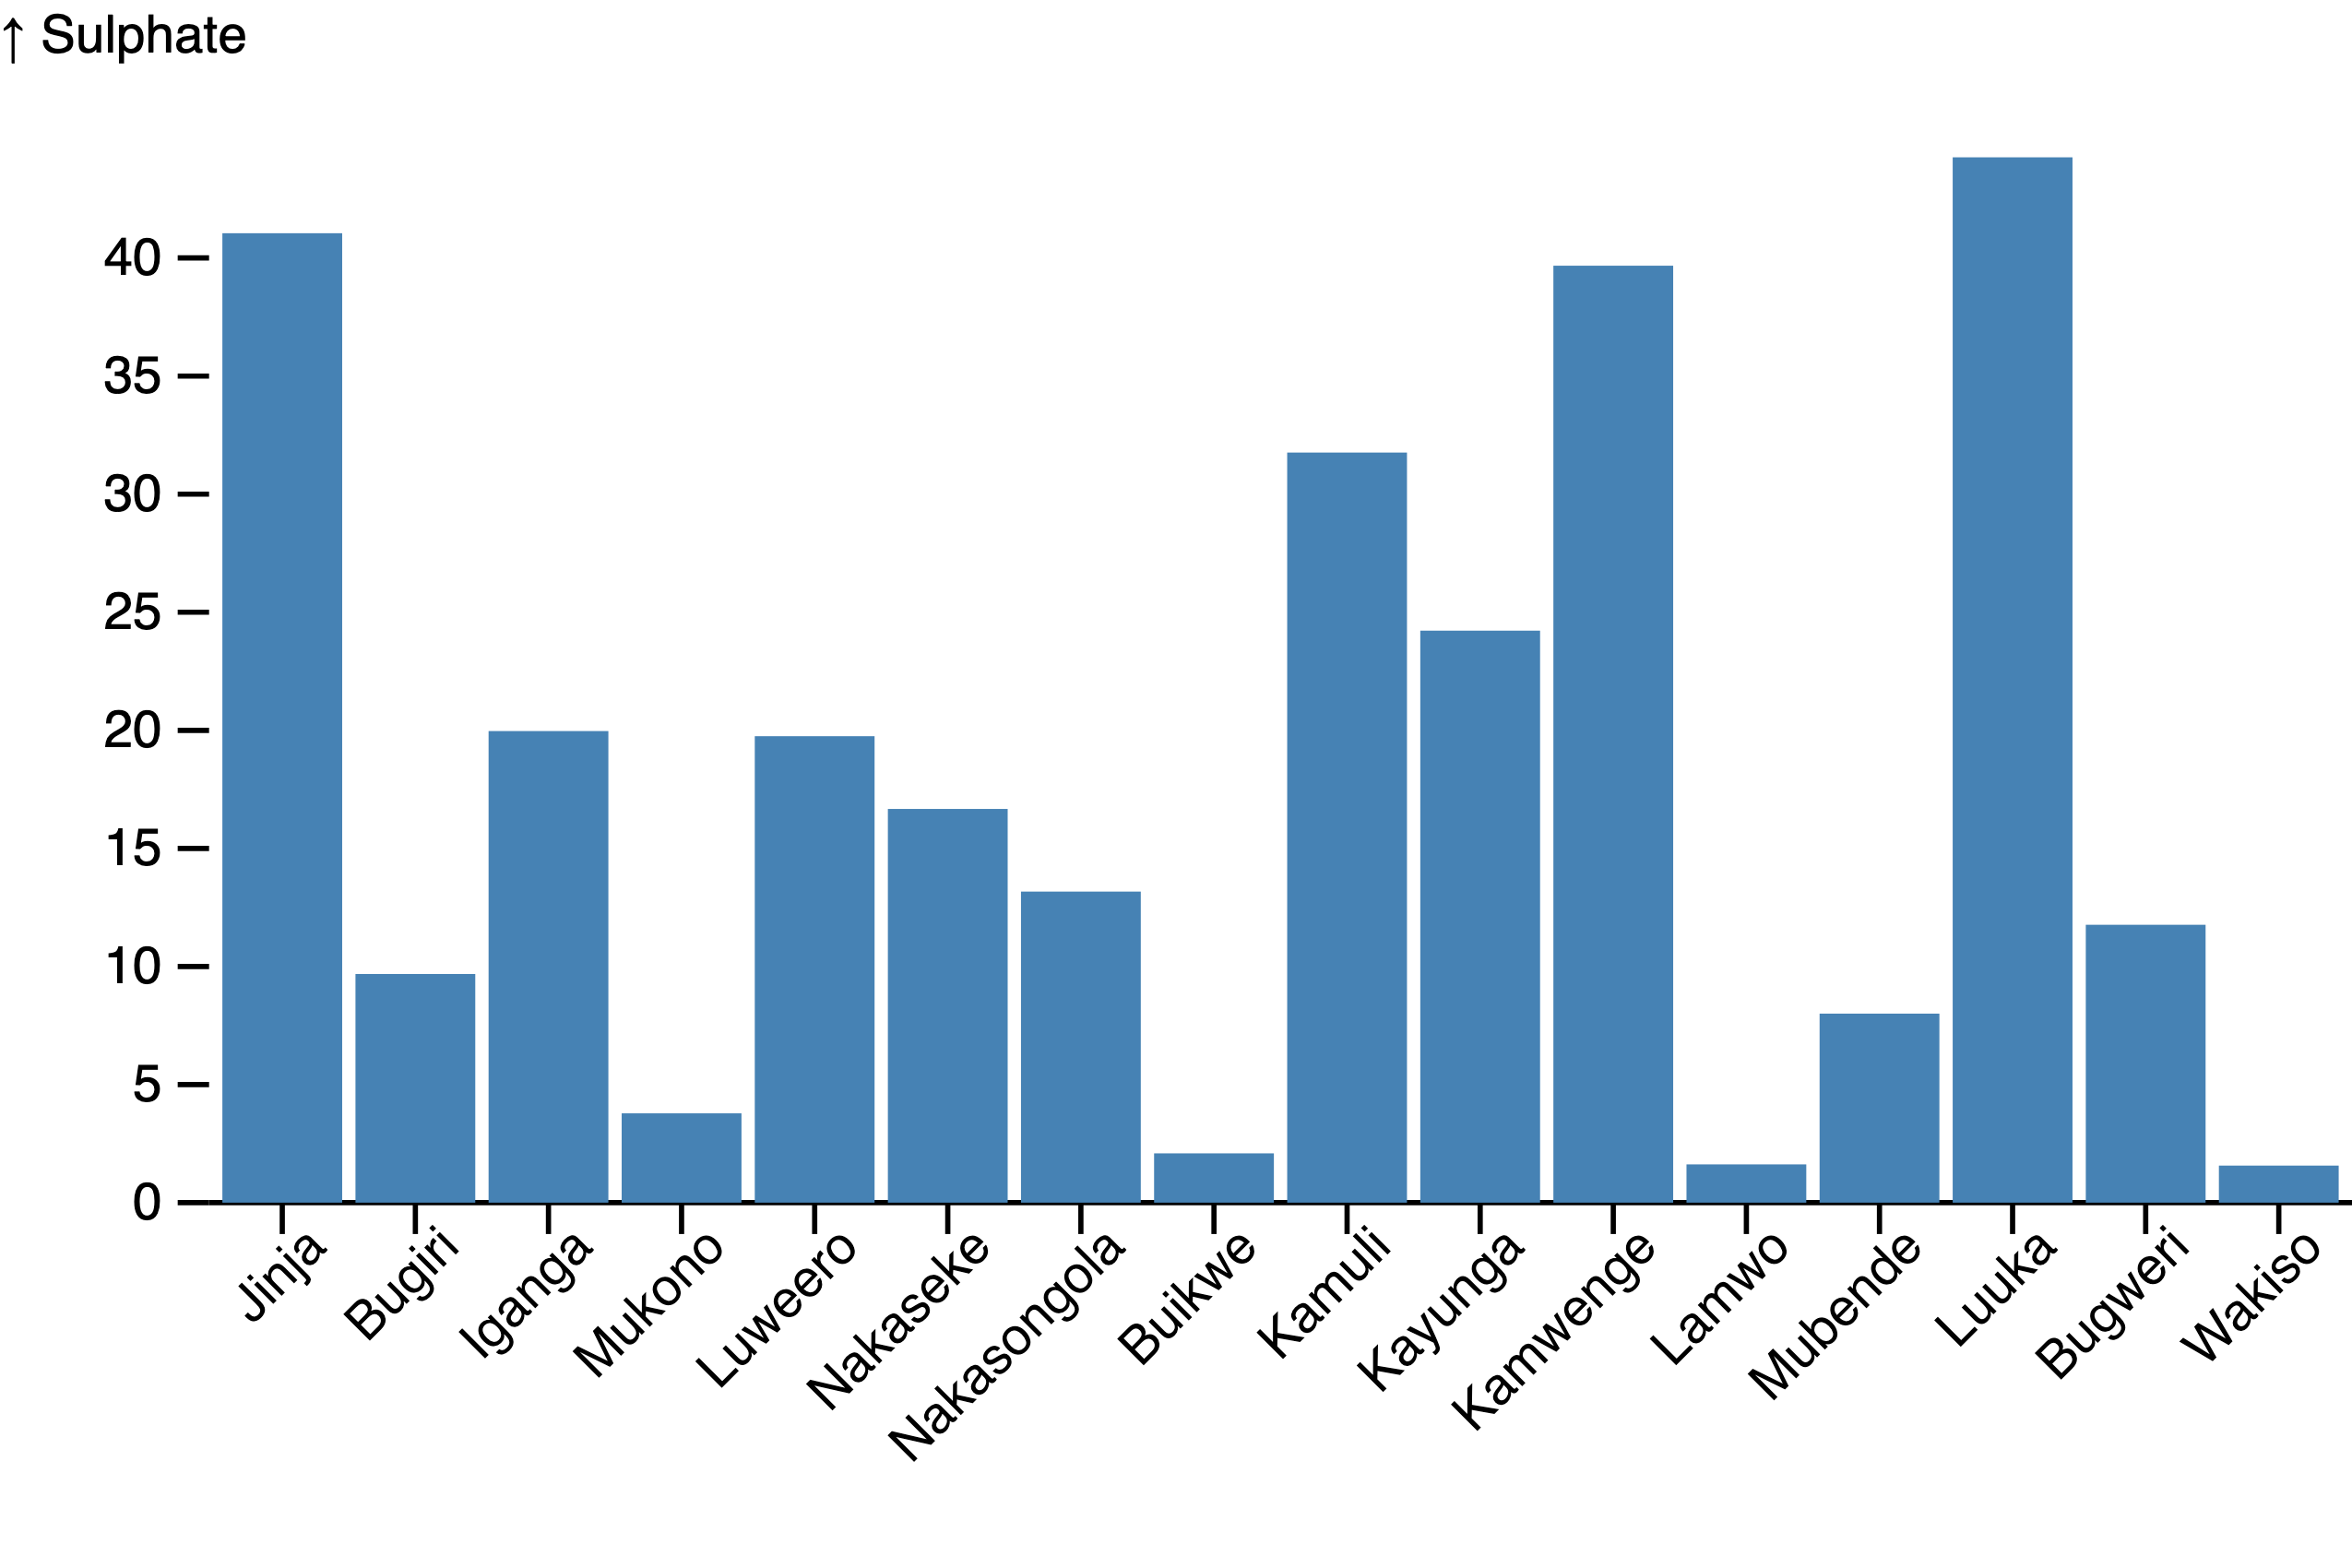 ↑ Sulphate
40
35
30
25
20
15
10
5
0
Jinja
Bugiri
Iganga
Mukono
Luweero
Nakaseke
Nakasongola
Buikwe
Kamuli
Kayunga
Kamwenge
Lamwo
Mubende
Luuka
Bugweri
Wakiso